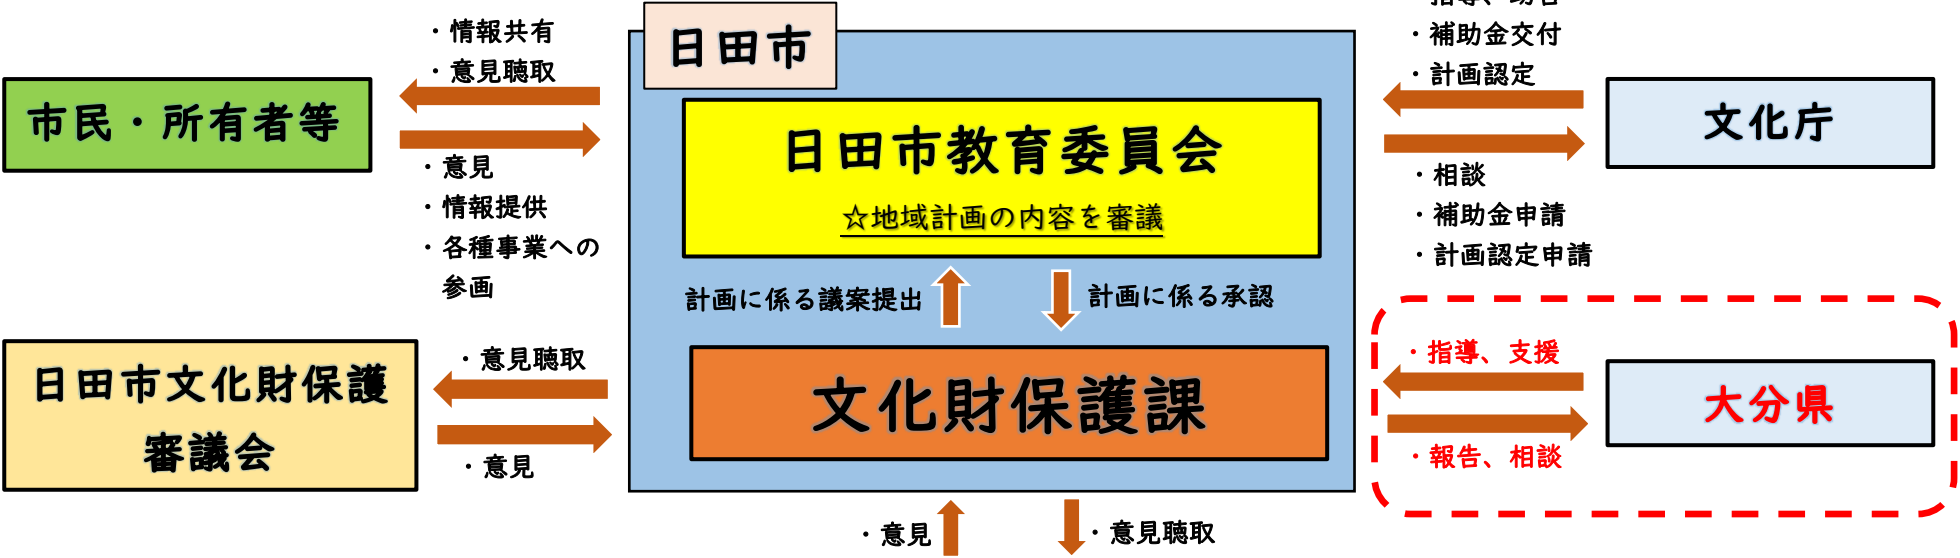 ・情報共有
・意見聴取
市民・所有者等
・意見
・情報提供
・各種事業への
参画
日田市文化財保護
審議会
・意見聴取
・意見
日田市
日田市教育委員会
☆地域計画の内容を審議
計画に係る議案提出
計画に係る承認
文化財保護課
・意見
・意見聴取
・指導、助言
・補助金交付
・計画認定
文化庁
・相談
・補助金申請
・計画認定申請
・指導、支援
大分県
・報告、相談